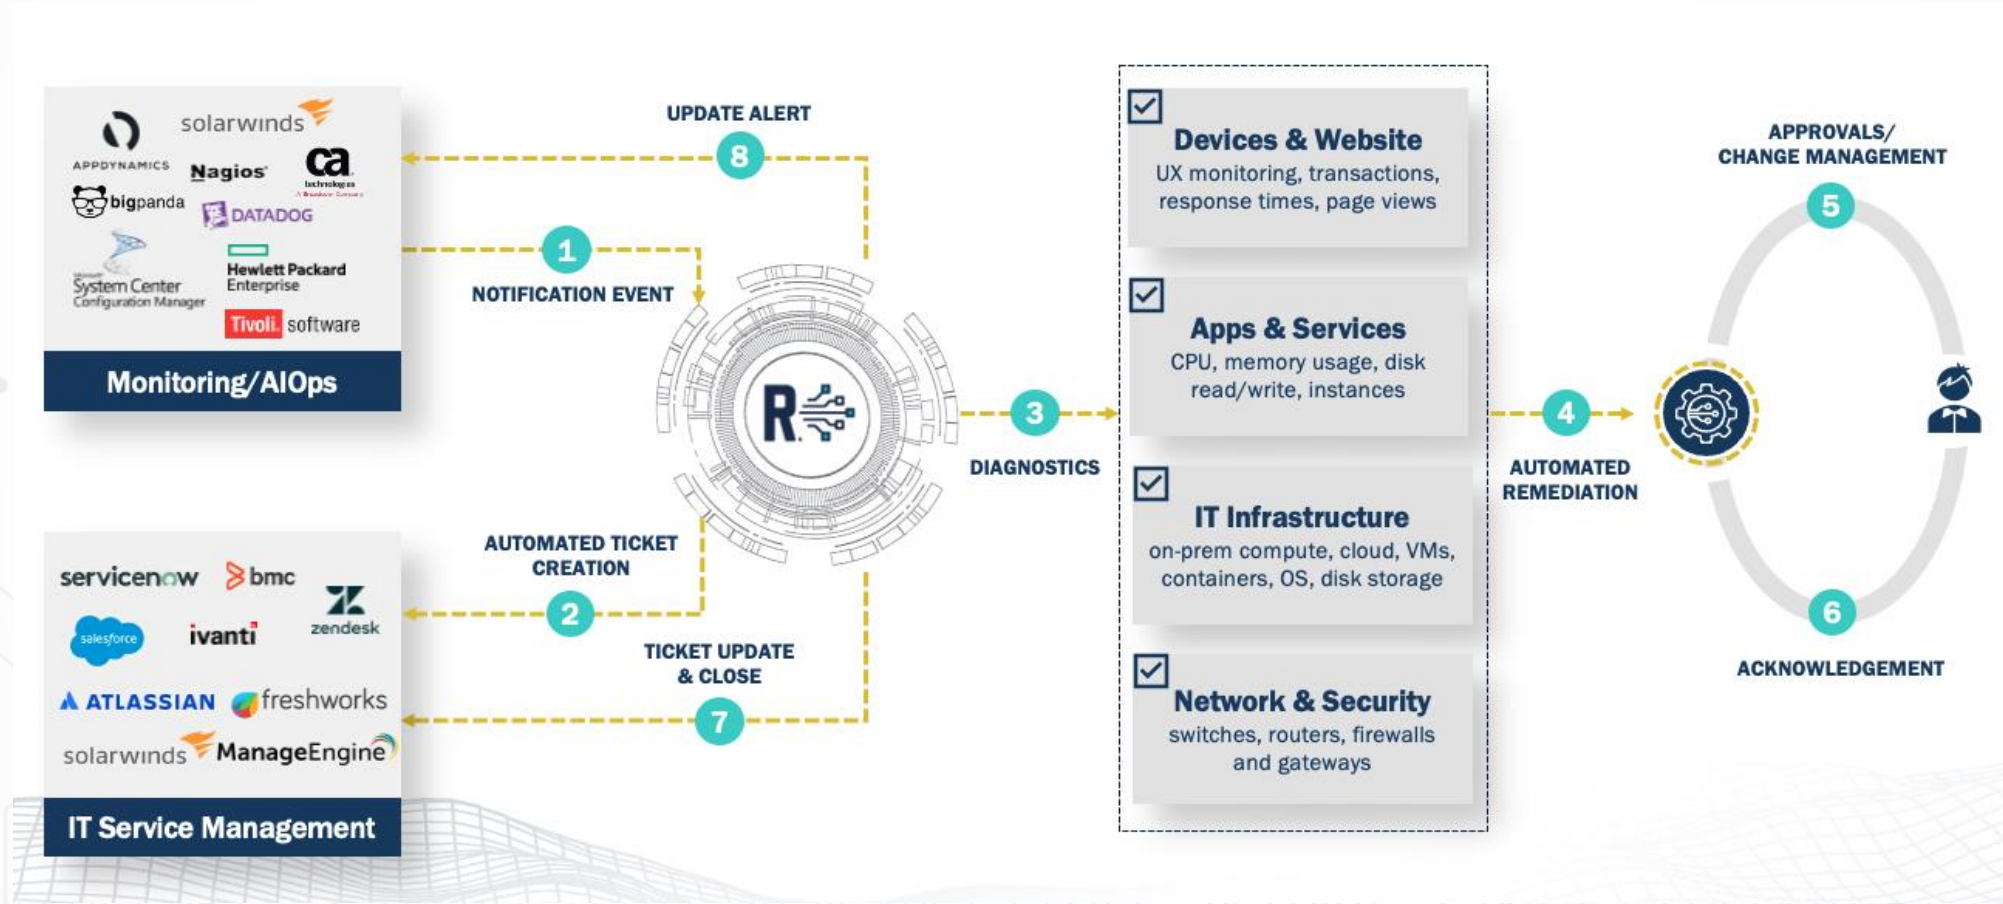 APPDYNAMICS
solarwinds
Nagios
ca
technologies
A Broadcom Company
bigpanda
DATADOG
Microsoft
System Center
Configuration Manager
Hewlett Packard
Enterprise
Tivoli. software
Monitoring/AIOps
servicenow
bmc
zendesk
salesforce
ivanti
ATLASSIAN
freshworks
solarwinds
ManageEngine
IT Service Management
UPDATE ALERT
8
1
NOTIFICATION EVENT
R.
AUTOMATED TICKET
CREATION
2
TICKET UPDATE
& CLOSE
7
3
DIAGNOSTICS
Devices & Website
UX monitoring, transactions,
response times, page views
Apps & Services
CPU, memory usage, disk
read/write, instances
IT Infrastructure
on-prem compute, cloud, VMs,
containers, OS, disk storage
Network & Security
switches, routers, firewalls
and gateways
4
AUTOMATED
REMEDIATION
APPROVALS/
CHANGE MANAGEMENT
5
6
ACKNOWLEDGEMENT